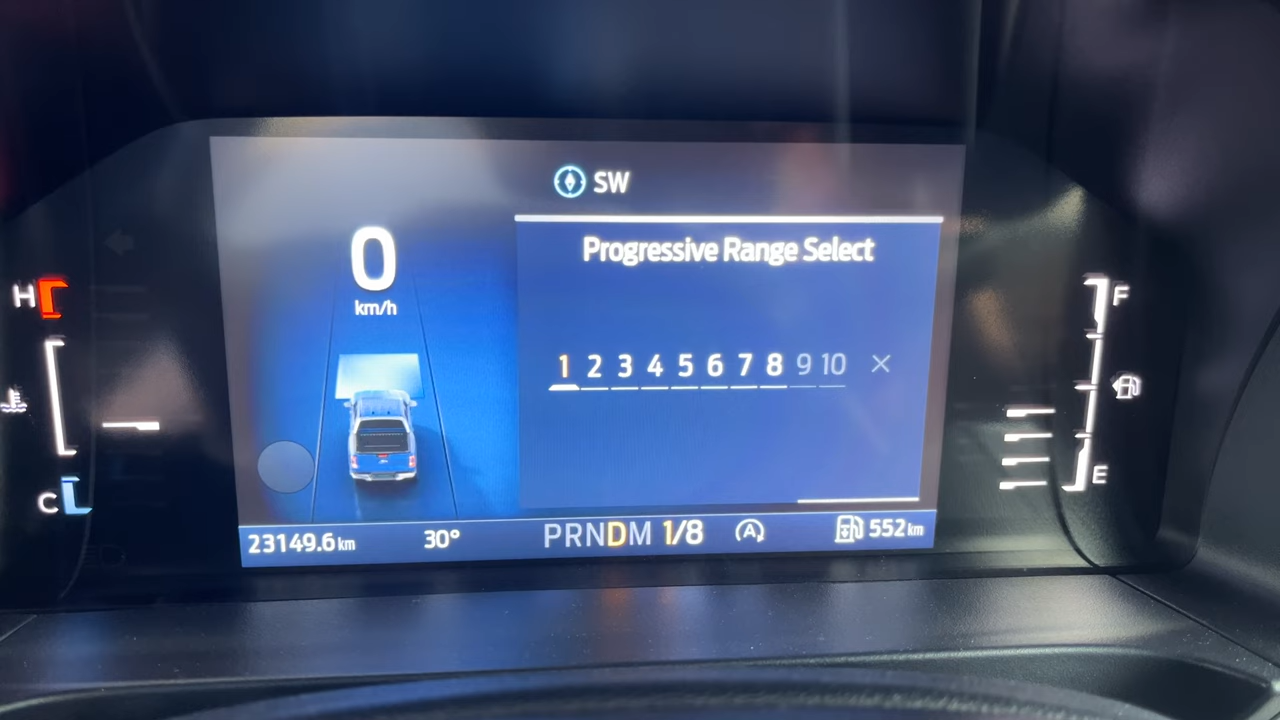 SW
0
km/h
Progressive Range Select
1 2 3 4 5 6 7 8 9 10 ×
H
C
F
E
23149.6 km 30° PRNDM 1/8 A 552 km